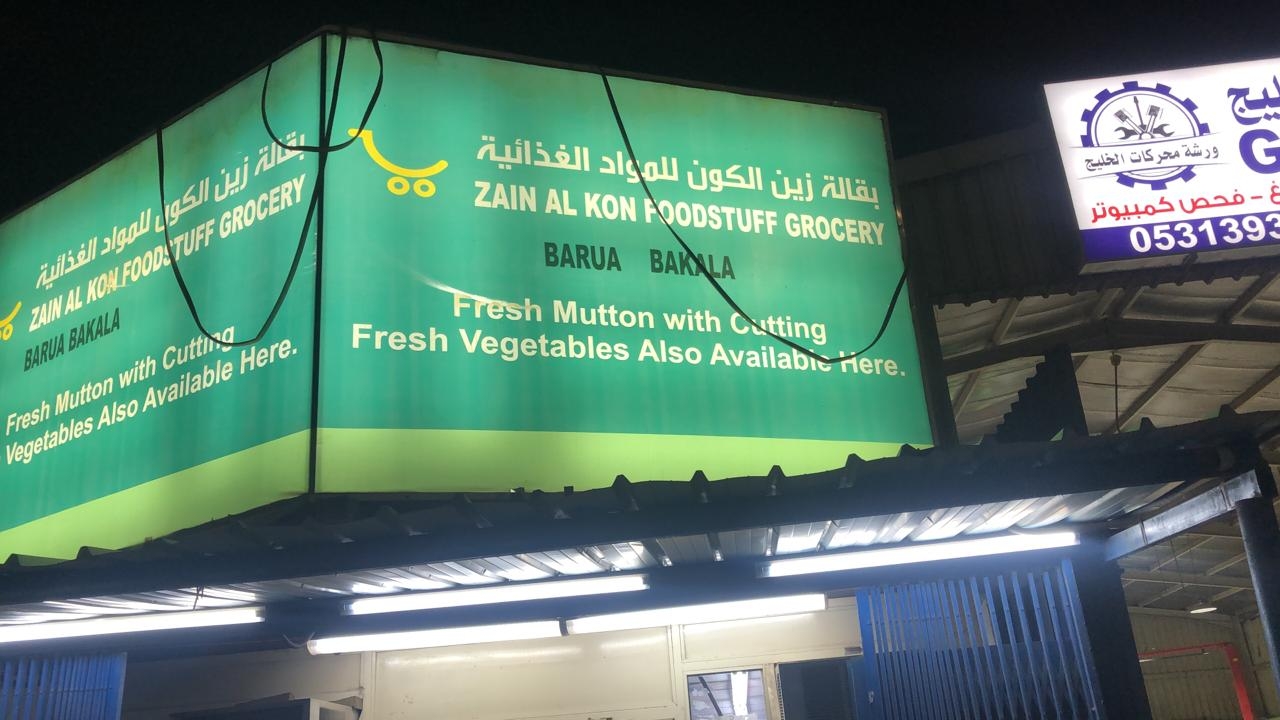 بقالة زين الكون للمواد الغذائية
ZAIN AL KON FOODSTUFF GROCERY
BARUA BAKALA
Fresh Mutton with Cutting
Vegetables Also Available Here.
بقالة زين الكون للمواد الغذائية
ZAIN AL KON FOODSTUFF GROCERY
BARUA BAKALA
Fresh Mutton with Cutting
Fresh Vegetables Also Available Here.
ورشة محركات الخليج
فحص كمبيوتر
0531393